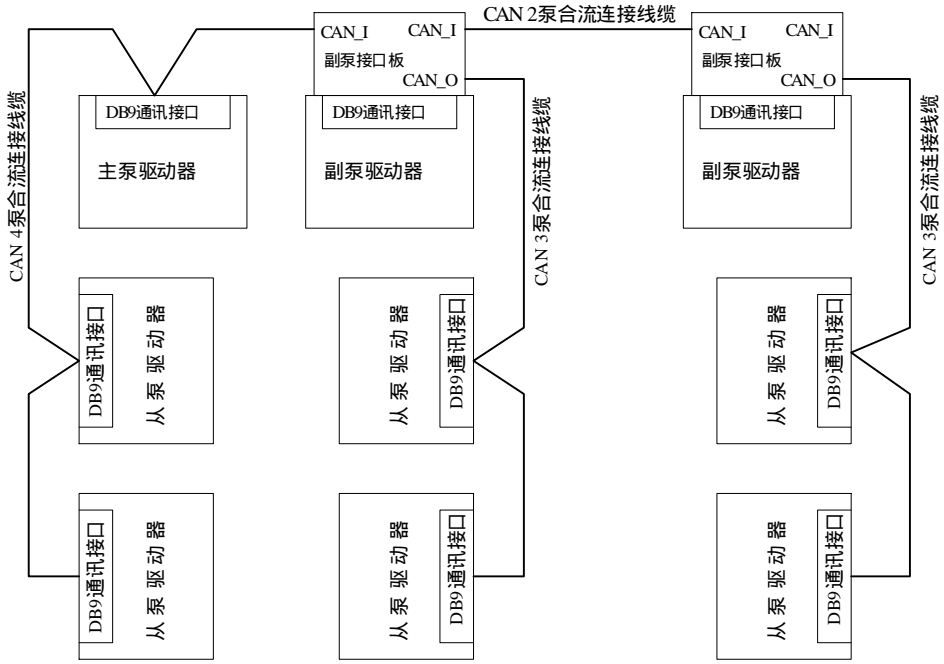 CAN 2泵合流连接线缆
CAN_I
CAN_I
副泵接口板
CAN_O
CAN_I
CAN_I
副泵接口板
CAN_O
DB9通讯接口
主泵驱动器
DB9通讯接口
副泵驱动器
DB9通讯接口
副泵驱动器
CAN 4泵合流连接线缆
CAN 3泵合流连接线缆
CAN 3泵合流连接线缆
DB9通讯接口
从泵驱动器
从泵驱动器
DB9通讯接口
从泵驱动器
DB9通讯接口
DB9通讯接口
从泵驱动器
从泵驱动器
DB9通讯接口
从泵驱动器
DB9通讯接口